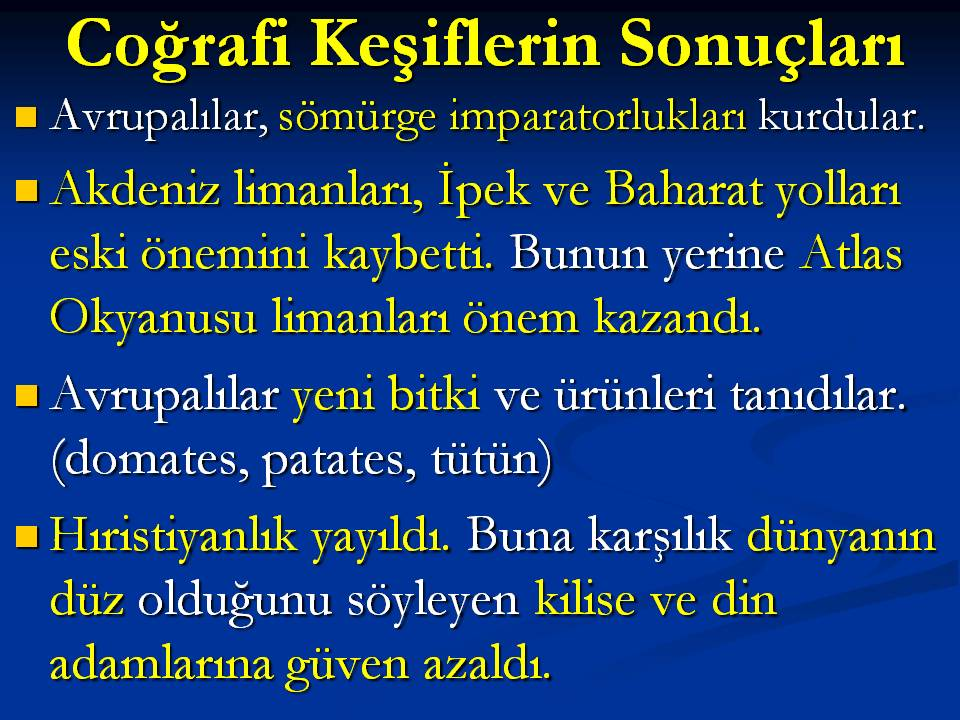 Coğrafi Keşiflerin Sonuçları
Avrupalılar, sömürge imparatorlukları kurdular.
Akdeniz limanları, İpek ve Baharat yolları
eski önemini kaybetti. Bunun yerine Atlas
Okyanusu limanları önem kazandı.
Avrupalılar yeni bitki ve ürünleri tanıdılar.
(domates, patates, tütün)
Hıristiyanlık yayıldı. Buna karşılık dünyanın
düz olduğunu söyleyen kilise ve din
adamlarına güven azaldı.